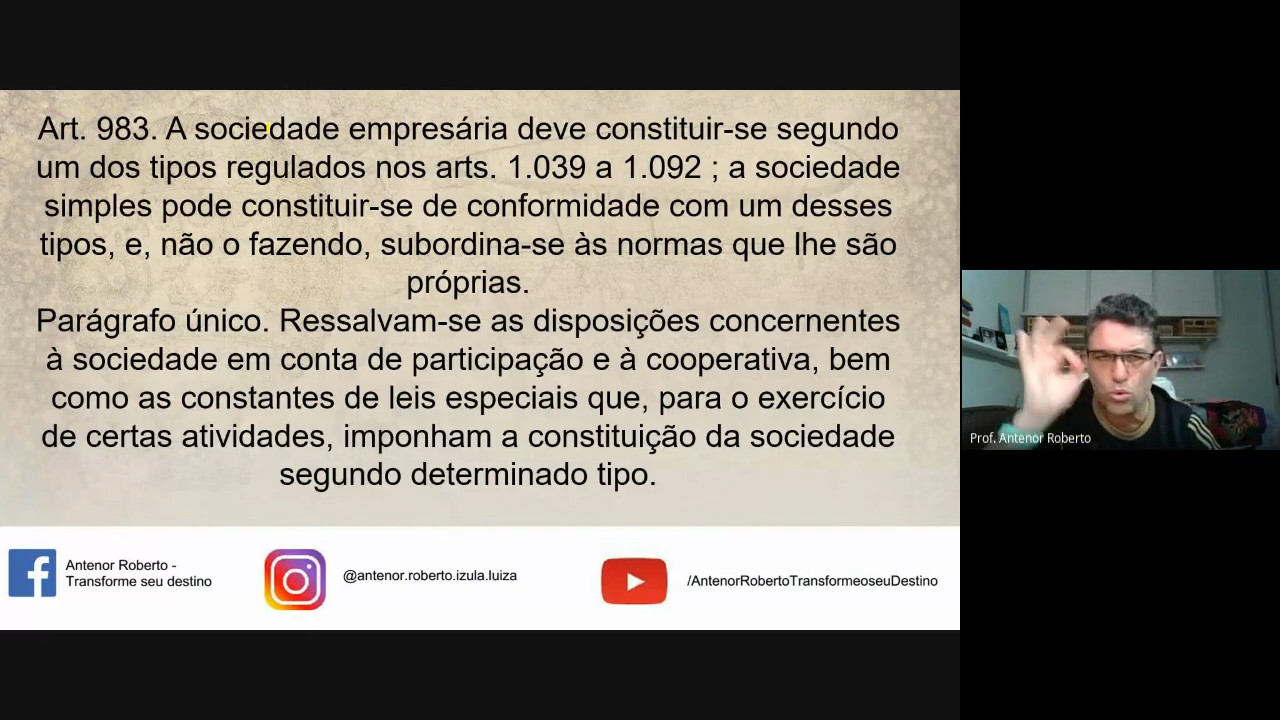 Art. 983. A sociedade empresária deve constituir-se segundo
um dos tipos regulados nos arts. 1.039 a 1.092 ; a sociedade
simples pode constituir-se de conformidade com um desses
tipos, e, não o fazendo, subordina-se às normas que lhe são
próprias.
Parágrafo único. Ressalvam-se as disposições concernentes
à sociedade em conta de participação e à cooperativa, bem
como as constantes de leis especiais que, para o exercício
de certas atividades, imponham a constituição da sociedade
segundo determinado tipo.
Prof. Antenor Roberto
Antenor Roberto -
Transforme seu destino
@antenor.roberto.izula.luiza
/AntenorRobertoTransformeoseuDestino